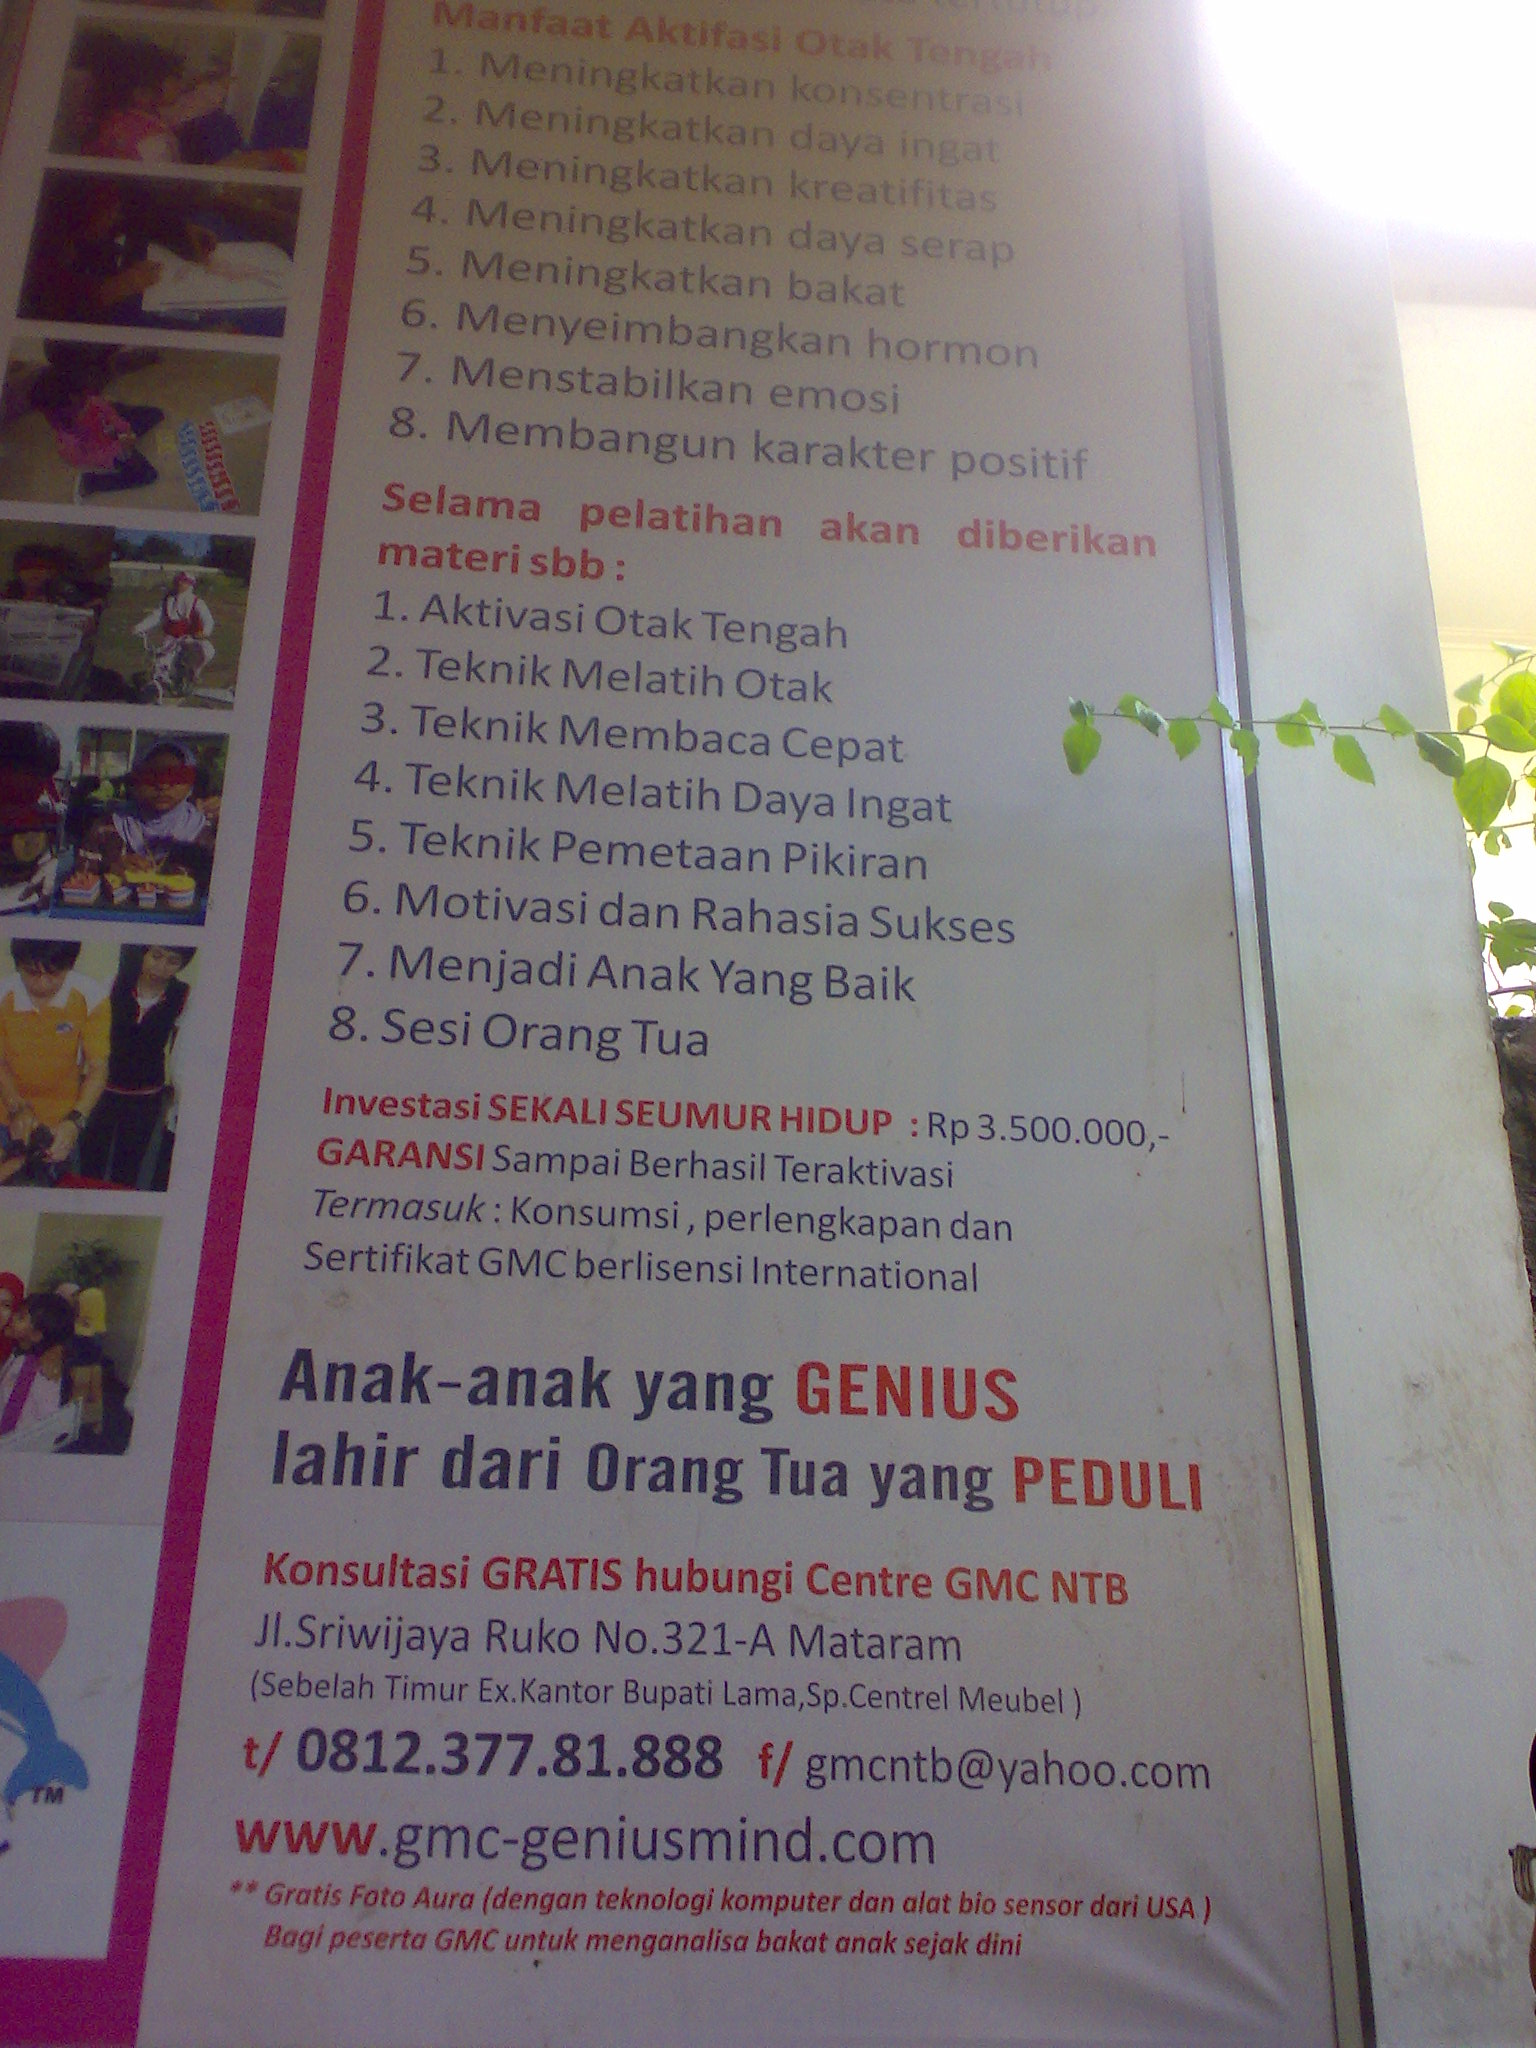 Manfaat Aktifasi Otak Tengah
1. Meningkatkan konsentrasi
2. Meningkatkan daya ingat
3. Meningkatkan kreatifitas
4. Meningkatkan daya serap
5. Meningkatkan bakat
6. Menyeimbangkan hormon
7. Menstabilkan emosi
8. Membangun karakter positif
Selama pelatihan akan diberikan
materi sbb :
1. Aktivasi Otak Tengah
2. Teknik Melatih Otak
3. Teknik Membaca Cepat
4. Teknik Melatih Daya Ingat
5. Teknik Pemetaan Pikiran
6. Motivasi dan Rahasia Sukses
7. Menjadi Anak Yang Baik
8. Sesi Orang Tua
Investasi SEKALI SEUMUR HIDUP : Rp 3.500.000,-
GARANSI Sampai Berhasil Teraktivasi
Termasuk : Konsumsi , perlengkapan dan
Sertifikat GMC berlisensi International
Anak-anak yang GENIUS
lahir dari Orang Tua yang PEDULI
Konsultasi GRATIS hubungi Centre GMC NTB
Jl.Sriwijaya Ruko No.321-A Mataram
(Sebelah Timur Ex.Kantor Bupati Lama,Sp.Centrel Meubel )
t/ 0812.377.81.888 f/ gmcntb@yahoo.com
www.gmc-geniusmind.com
** Gratis Foto Aura (dengan teknologi komputer dan alat bio sensor dari USA )
Bagi peserta GMC untuk menganalisa bakat anak sejak dini
TM